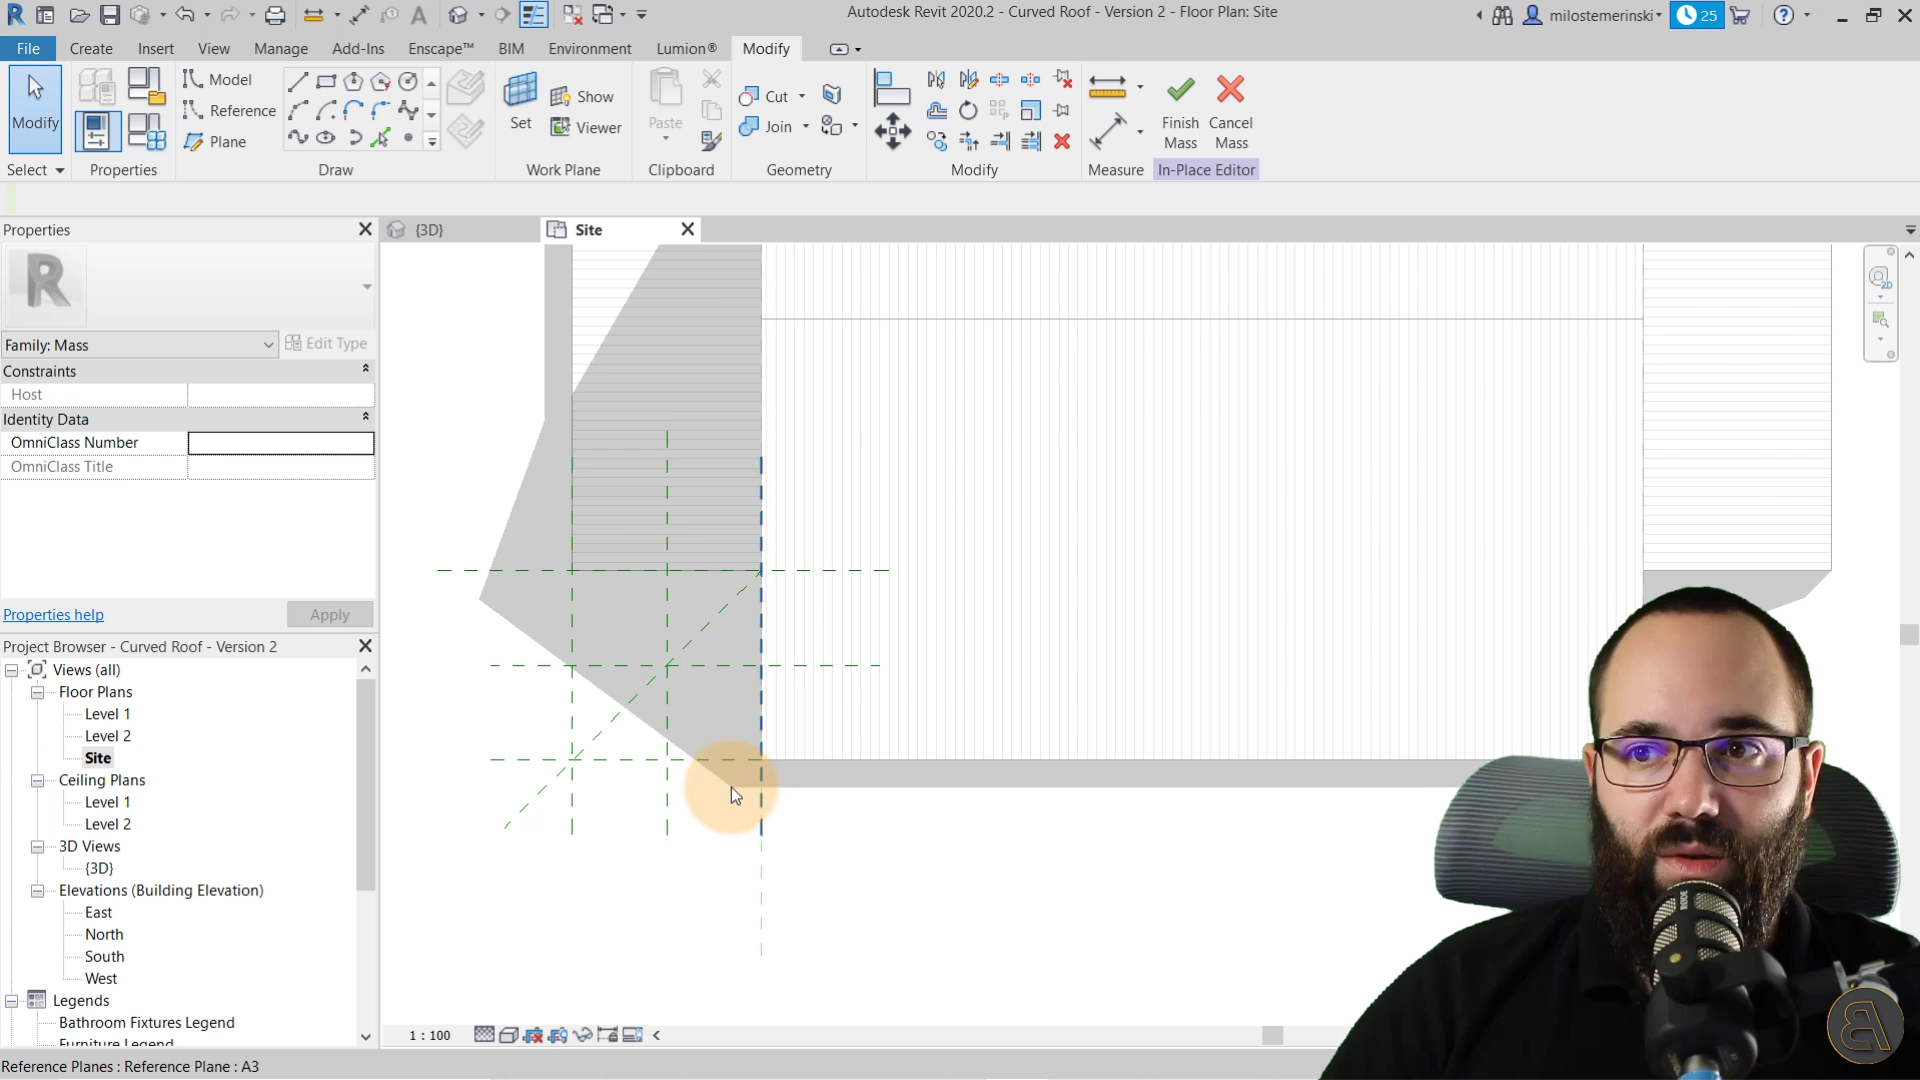 Autodesk Revit 2020.2 - Curved Roof - Version 2 - Floor Plan: Site
milostemerinski
25
File Create Insert View Manage Add-Ins Enscape™ BIM Environment Lumion® Modify
Model
Reference
Plane
Modify
Set
Show
Viewer
Paste
Cut
Join
Finish Mass
Cancel Mass
Select Properties Draw Work Plane Clipboard Geometry Modify Measure In-Place Editor
Properties
{3D}
Site
R
2D
Family: Mass
Edit Type
Constraints
Host
Identity Data
OmniClass Number
OmniClass Title
Properties help
Apply
Project Browser - Curved Roof - Version 2
Views (all)
Floor Plans
Level 1
Level 2
Site
Ceiling Plans
Level 1
Level 2
3D Views
{3D}
Elevations (Building Elevation)
East
North
South
West
Legends
Bathroom Fixtures Legend
Furniture Legend
1 : 100
Reference Planes : Reference Plane : A3
RODE